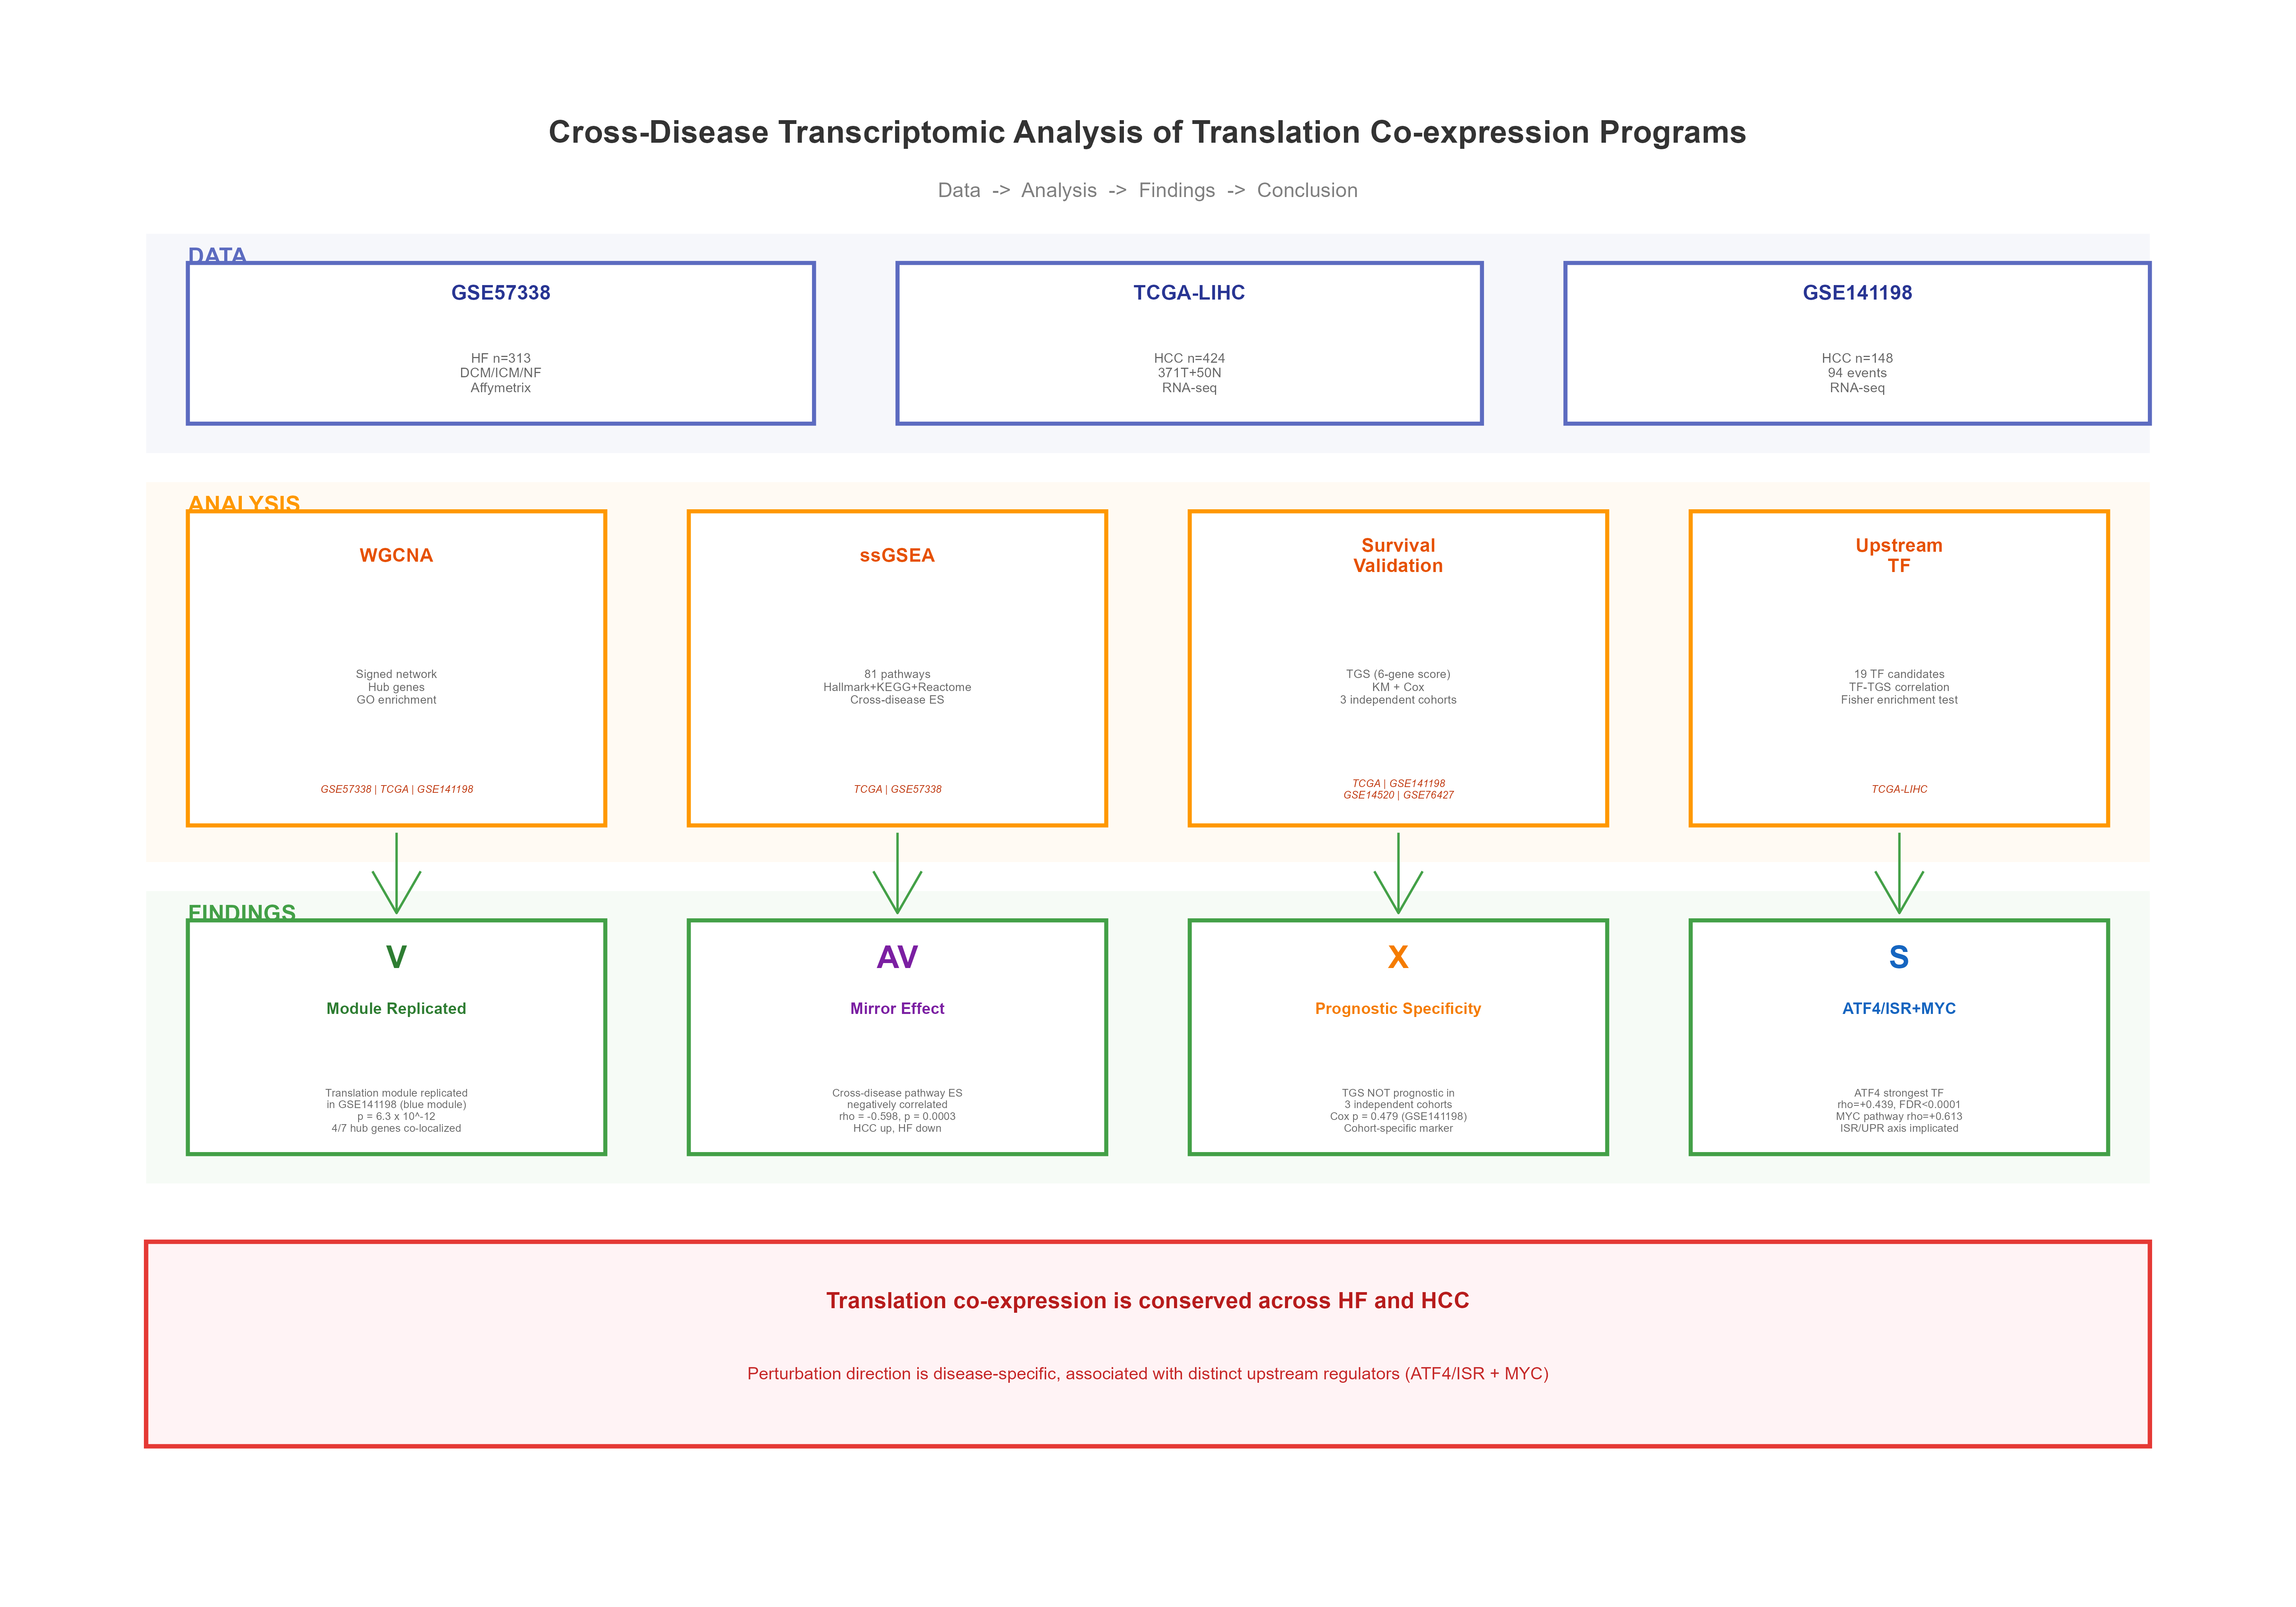 Cross-Disease Transcriptomic Analysis of Translation Co-expression Programs
Data -> Analysis -> Findings -> Conclusion
DATA
GSE57338
HF n=313
DCM/ICM/NF
Affymetrix
TCGA-LIHC
HCC n=424
371T+50N
RNA-seq
GSE141198
HCC n=148
94 events
RNA-seq
ANALYSIS
WGCNA
Signed network
Hub genes
GO enrichment
GSE57338 | TCGA | GSE141198
ssGSEA
81 pathways
Hallmark+KEGG+Reactome
Cross-disease ES
TCGA | GSE57338
Survival
Validation
TGS (6-gene score)
KM + Cox
3 independent cohorts
TCGA | GSE141198
GSE14520 | GSE76427
Upstream
TF
19 TF candidates
TF-TGS correlation
Fisher enrichment test
TCGA-LIHC
FINDINGS
V
Module Replicated
Translation module replicated
in GSE141198 (blue module)
p = 6.3 x 10^-12
4/7 hub genes co-localized
AV
Mirror Effect
Cross-disease pathway ES
negatively correlated
rho = -0.598, p = 0.0003
HCC up, HF down
X
Prognostic Specificity
TGS NOT prognostic in
3 independent cohorts
Cox p = 0.479 (GSE141198)
Cohort-specific marker
S
ATF4/ISR+MYC
ATF4 strongest TF
rho=+0.439, FDR<0.0001
MYC pathway rho=+0.613
ISR/UPR axis implicated
Translation co-expression is conserved across HF and HCC
Perturbation direction is disease-specific, associated with distinct upstream regulators (ATF4/ISR + MYC)